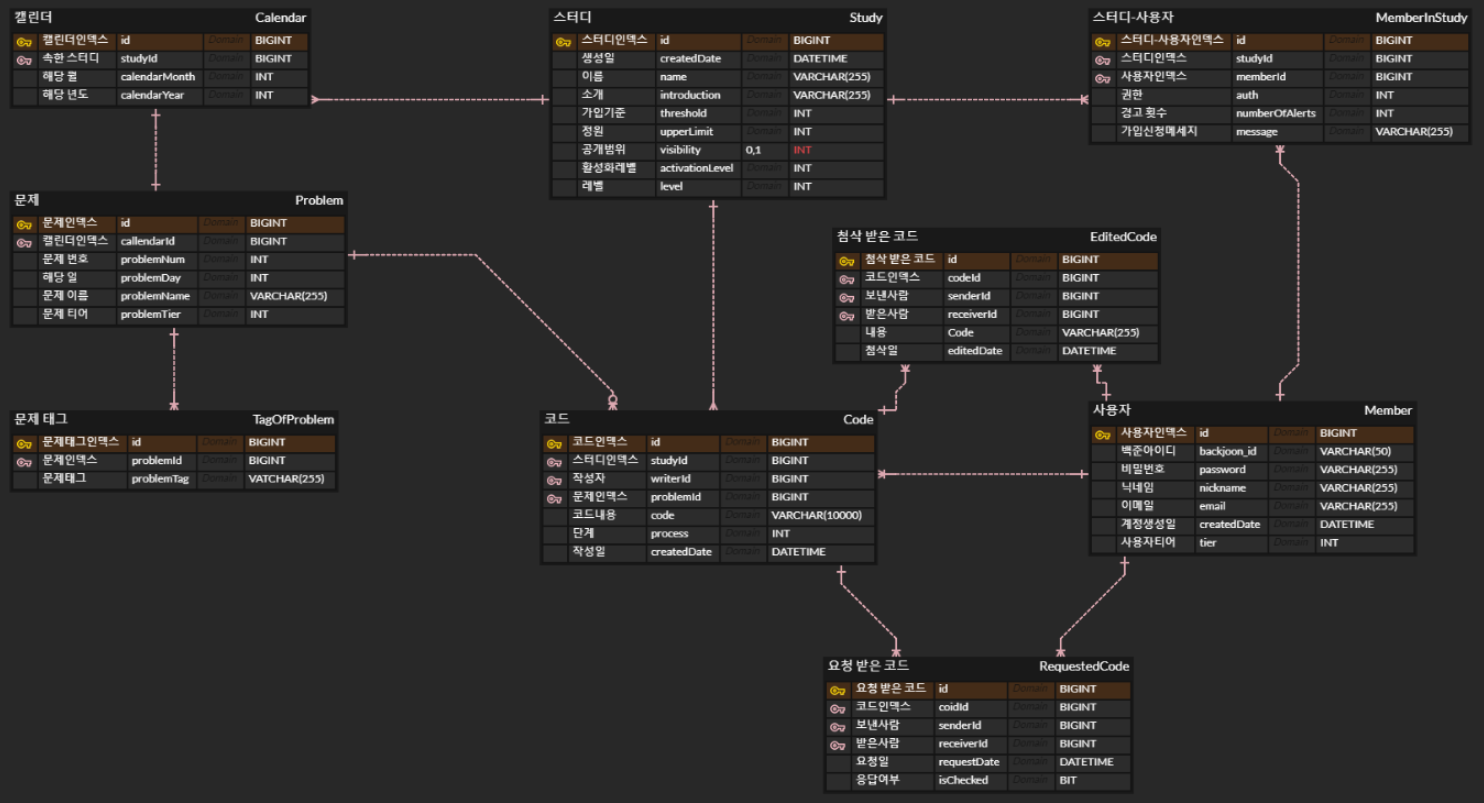 캘린더 Calendar
캘린더인덱스 id Domain BIGINT
속한 스터디 studyId Domain BIGINT
해당 월 calendarMonth Domain INT
해당 년도 calendarYear Domain INT
스터디 Study
스터디인덱스 id Domain BIGINT
생성일 createdDate Domain DATETIME
이름 name Domain VARCHAR(255)
소개 introduction Domain VARCHAR(255)
가입기준 threshold Domain INT
정원 upperLimit Domain INT
공개범위 visibility 0,1 INT
활성화레벨 activationLevel Domain INT
레벨 level Domain INT
스터디-사용자 MemberInStudy
스터디-사용자인덱스 id Domain BIGINT
스터디인덱스 studyId Domain BIGINT
사용자인덱스 memberId Domain BIGINT
권한 auth Domain INT
경고 횟수 numberOfAlerts Domain INT
가입신청메세지 message Domain VARCHAR(255)
문제 Problem
문제인덱스 id Domain BIGINT
캘린더인덱스 callendarId Domain BIGINT
문제 번호 problemNum Domain INT
해당 일 problemDay Domain INT
문제 이름 problemName Domain VARCHAR(255)
문제 티어 problemTier Domain INT
첨삭 받은 코드 EditedCode
첨삭 받은 코드 id Domain BIGINT
코드인덱스 codeId Domain BIGINT
보낸사람 senderId Domain BIGINT
받은사람 receiverId Domain BIGINT
내용 Code Domain VARCHAR(255)
첨삭일 editedDate Domain DATETIME
문제 태그 TagOfProblem
문제태그인덱스 id Domain BIGINT
문제인덱스 problemId Domain BIGINT
문제태그 problemTag Domain VATCHAR(255)
코드 Code
코드인덱스 id Domain BIGINT
스터디인덱스 studyId Domain BIGINT
작성자 writerId Domain BIGINT
문제인덱스 problemId Domain BIGINT
코드내용 code Domain VARCHAR(10000)
단계 process Domain INT
작성일 createdDate Domain DATETIME
사용자 Member
사용자인덱스 id Domain BIGINT
백준아이디 backjoon_id Domain VARCHAR(50)
비밀번호 password Domain VARCHAR(255)
닉네임 nickname Domain VARCHAR(255)
이메일 email Domain VARCHAR(255)
계정생성일 createdDate Domain DATETIME
사용자티어 tier Domain INT
요청 받은 코드 RequestedCode
요청 받은 코드 id Domain BIGINT
코드인덱스 coidId Domain BIGINT
보낸사람 senderId Domain BIGINT
받은사람 receiverId Domain BIGINT
요청일 requestDate Domain DATETIME
응답여부 isChecked Domain BIT